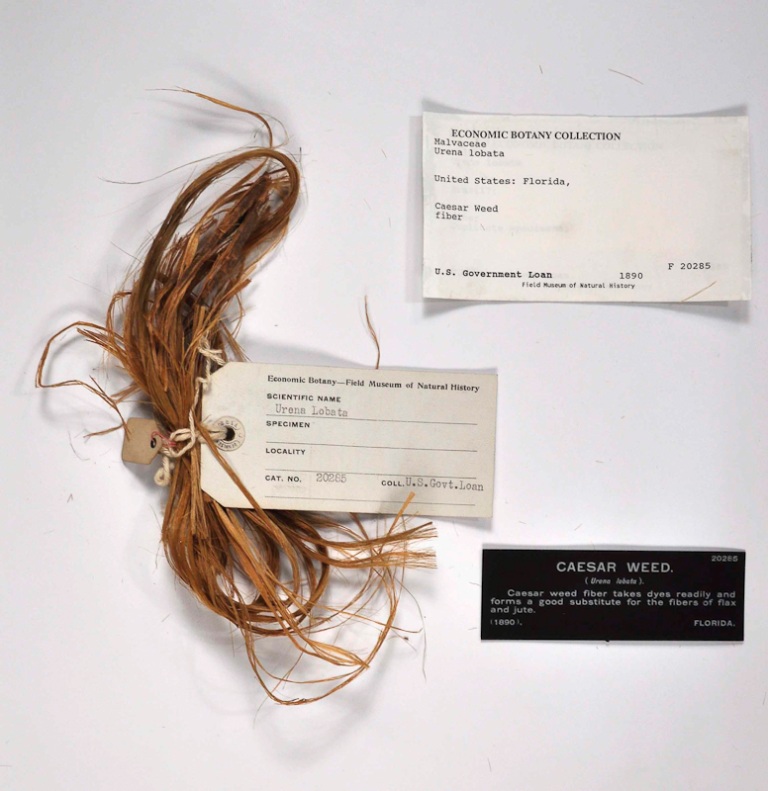 ECONOMIC BOTANY COLLECTION
Malvaceae
Urena lobata
United States: Florida,
Caesar Weed
fiber
F 20285
U.S. Government Loan 1890
Field Museum of Natural History
Economic Botany—Field Museum of Natural History
SCIENTIFIC NAME
Urena Lobata
SPECIMEN
LOCALITY
CAT. NO. 20285 COLL. U.S.Govt.Loan
20285
CAESAR WEED.
(Urena lobata).
Caesar weed fiber takes dyes readily and
forms a good substitute for the fibers of flax
and jute.
(1890). FLORIDA.